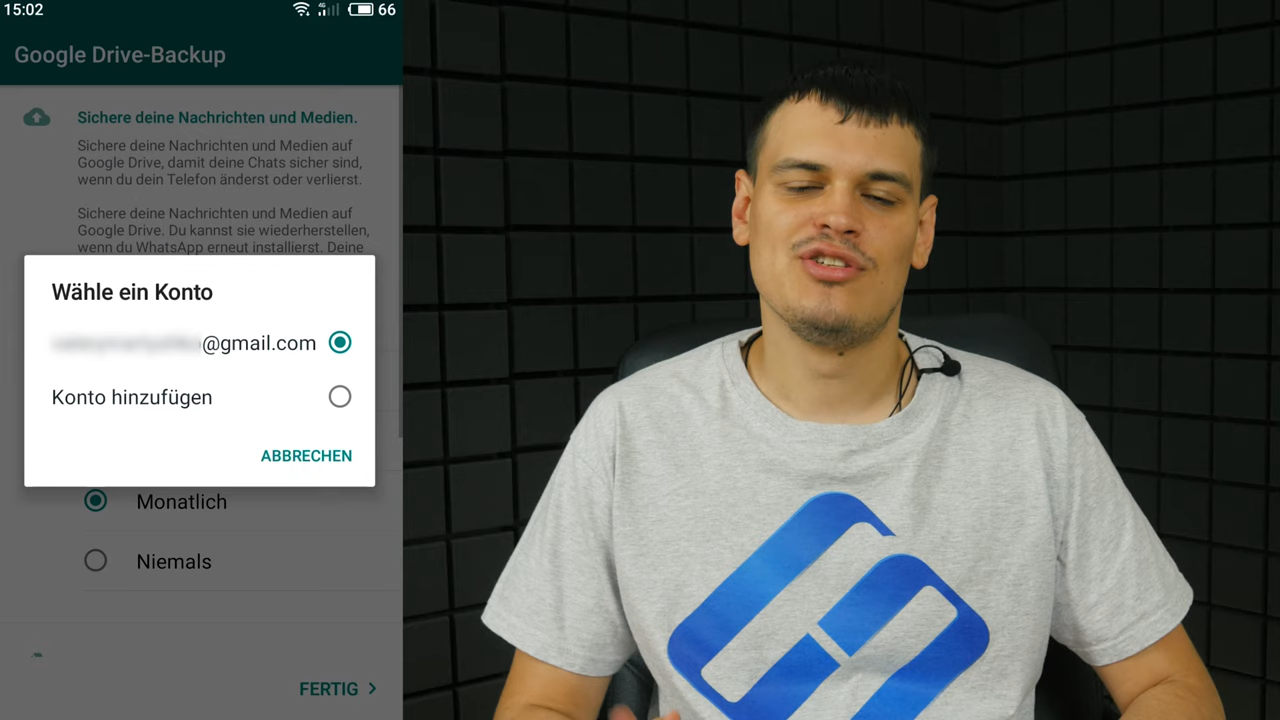 15:02
4G
66
Google Drive-Backup
Sichere deine Nachrichten und Medien.
Sichere deine Nachrichten und Medien auf
Google Drive, damit deine Chats sicher sind,
wenn du dein Telefon änderst oder verlierst.
Sichere deine Nachrichten und Medien auf
Google Drive. Du kannst sie wiederherstellen,
wenn du WhatsApp erneut installierst. Deine
Wähle ein Konto
@gmail.com
Konto hinzufügen
ABBRECHEN
Monatlich
Niemals
FERTIG